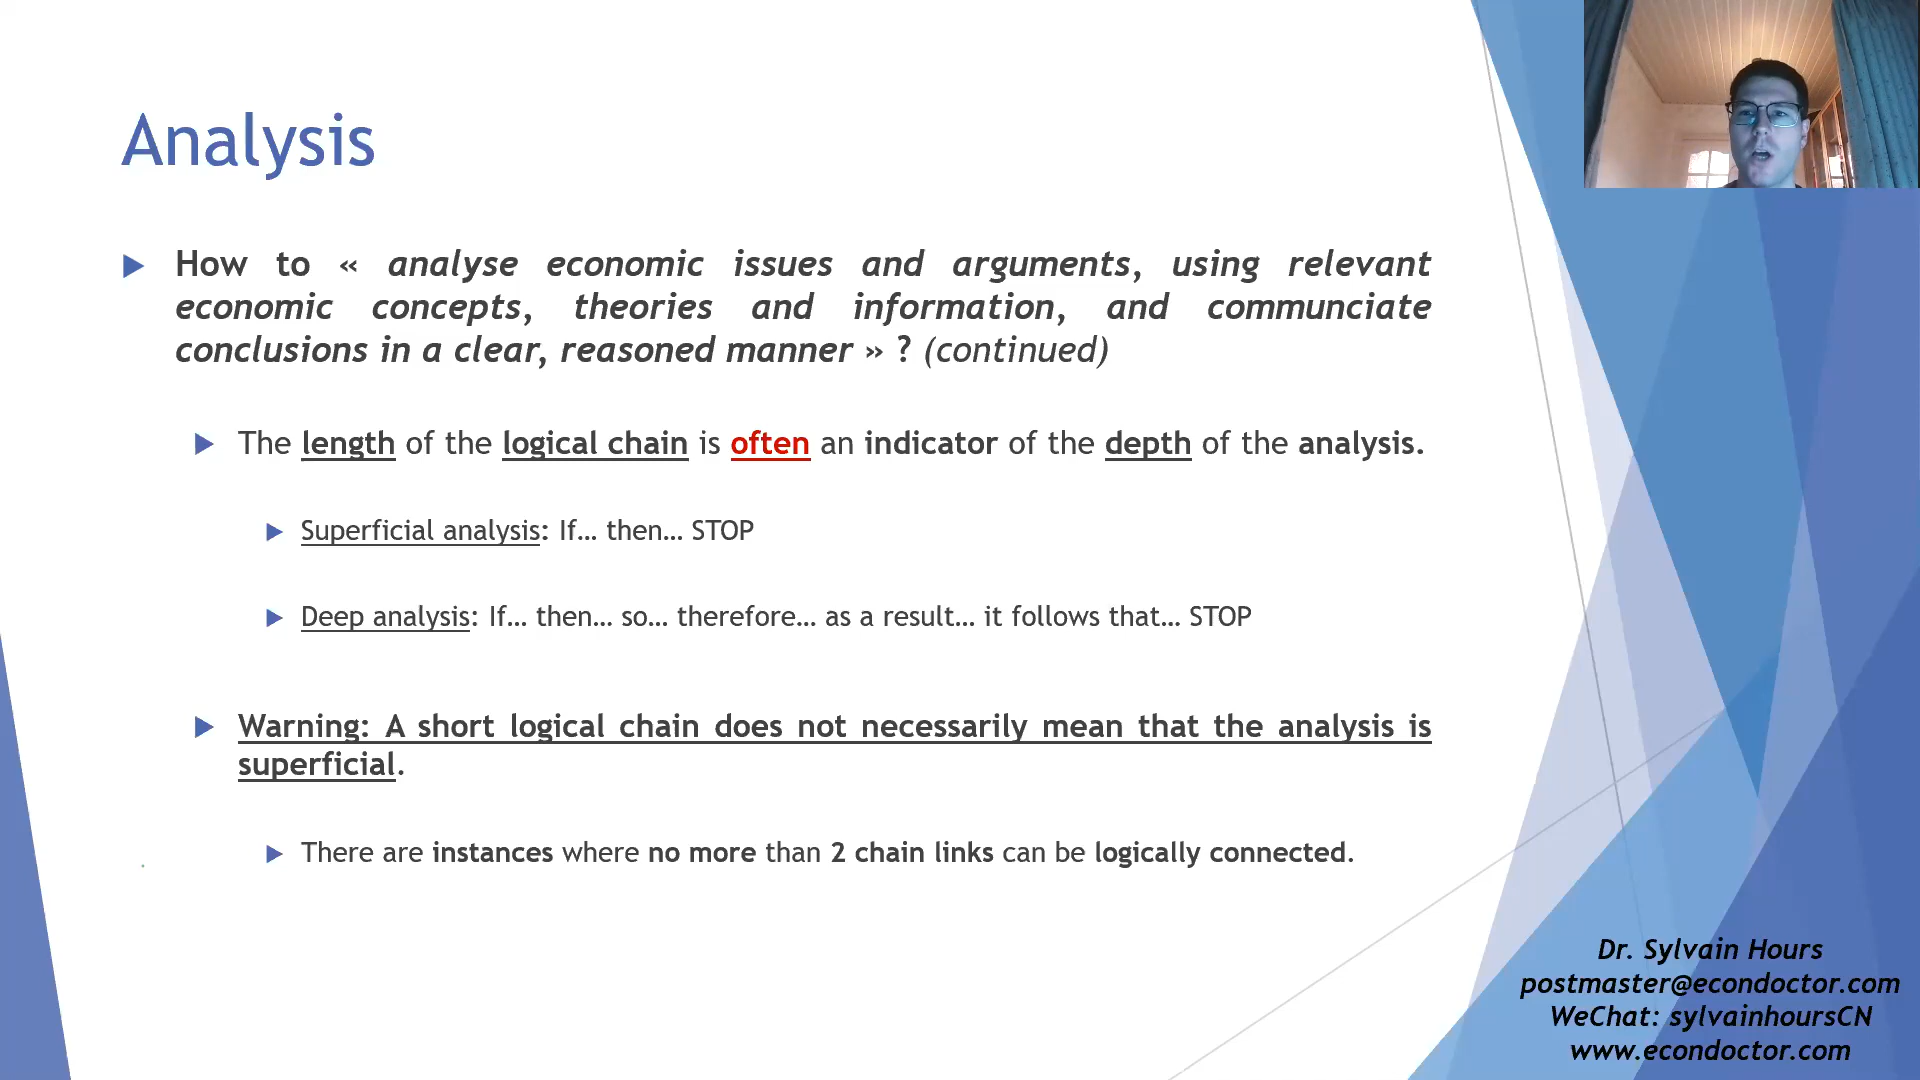 Analysis
How to « analyse economic issues and arguments, using relevant
economic concepts, theories and information, and communciate
conclusions in a clear, reasoned manner » ? (continued)
The length of the logical chain is often an indicator of the depth of the analysis.
Superficial analysis: If… then… STOP
Deep analysis: If… then… so… therefore… as a result… it follows that… STOP
Warning: A short logical chain does not necessarily mean that the analysis is
superficial.
There are instances where no more than 2 chain links can be logically connected.
Dr. Sylvain Hours
postmaster@econdoctor.com
WeChat: sylvainhoursCN
www.econdoctor.com